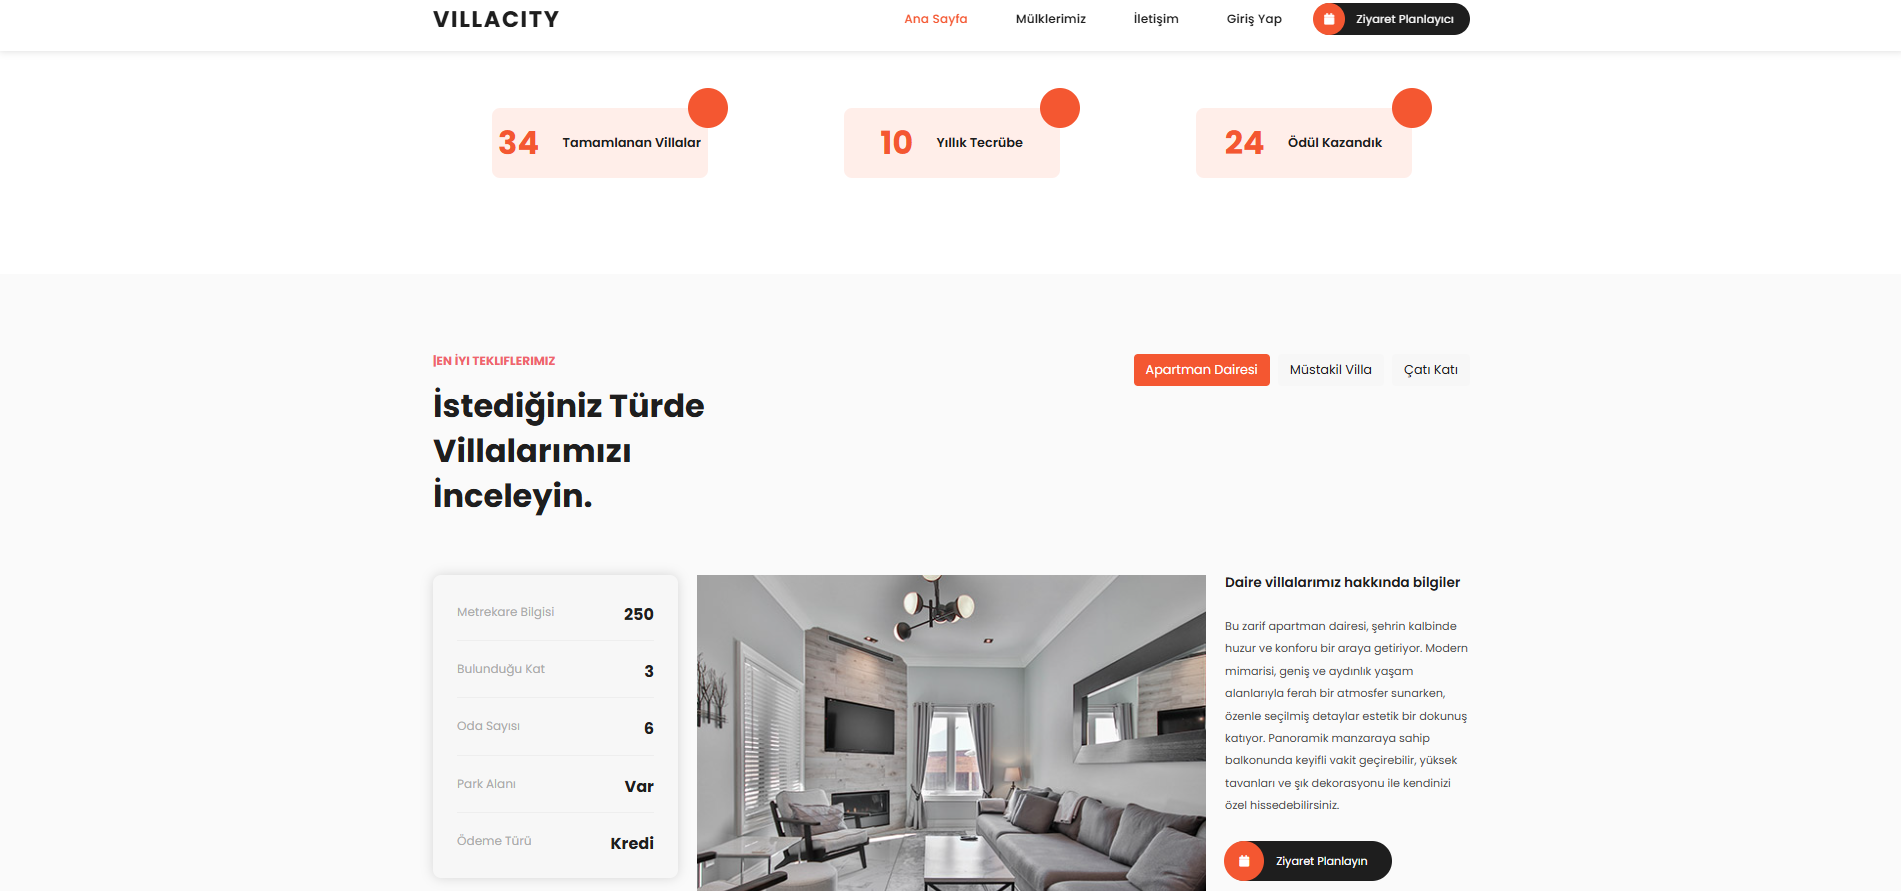 VILLACITY
Ana Sayfa
Mülklerimiz
İletişim
Giriş Yap
Ziyaret Planlayıcı
34 Tamamlanan Villalar
10 Yıllık Tecrübe
24 Ödül Kazandık
|EN İYI TEKLIFLERIMIZ
İstediğiniz Türde
Villalarımızı
İnceleyin.
Apartman Dairesi
Müstakil Villa
Çatı Katı
Metrekare Bilgisi 250
Bulunduğu Kat 3
Oda Sayısı 6
Park Alanı Var
Ödeme Türü Kredi
Daire villalarımız hakkında bilgiler
Bu zarif apartman dairesi, şehrin kalbinde
huzur ve konforu bir araya getiriyor. Modern
mimarisi, geniş ve aydınlık yaşam
alanlarıyla ferah bir atmosfer sunarken,
özenle seçilmiş detaylar estetik bir dokunuş
katıyor. Panoramik manzaraya sahip
balkonunda keyifli vakit geçirebilir, yüksek
tavanları ve şık dekorasyonu ile kendinizi
özel hissedebilirsiniz.
Ziyaret Planlayın